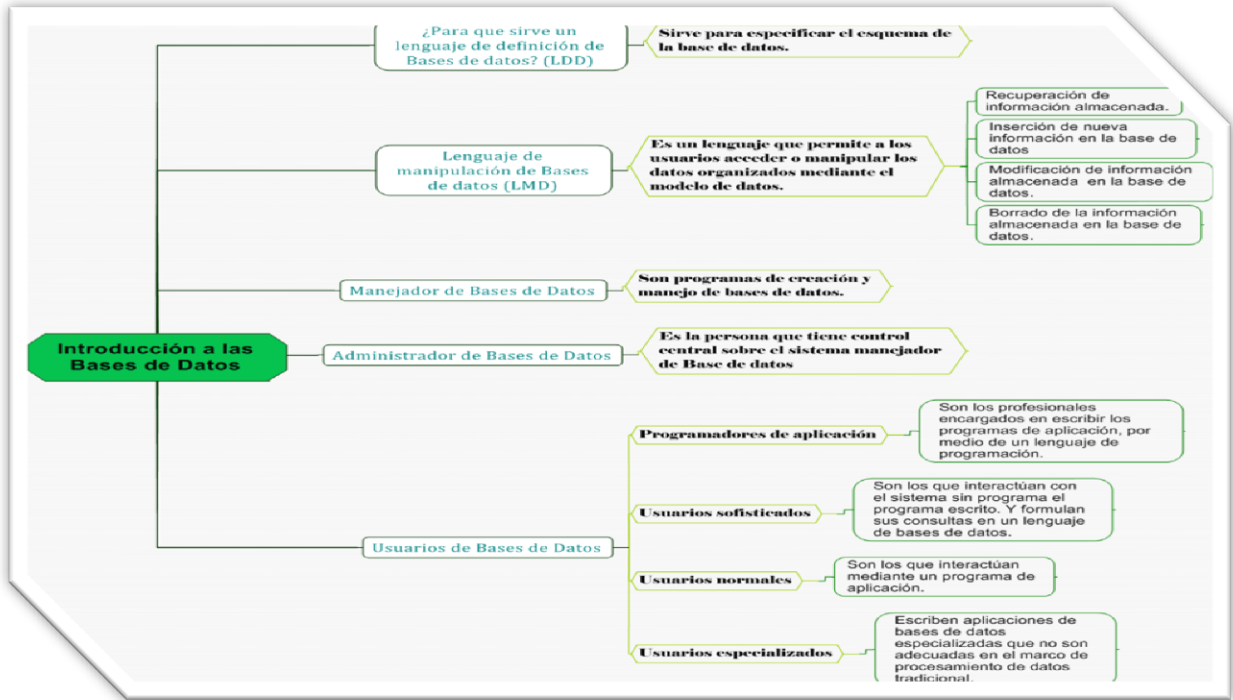 ¿Para que sirve un
lenguaje de definición de
Bases de datos? (LDD)
Sirve para especificar el esquema de
la base de datos.
Lenguaje de
manipulación de Bases
de datos (LMD)
Es un lenguaje que permite a los
usuarios acceder o manipular los
datos organizados mediante el
modelo de datos.
Recuperación de
información almacenada.
Inserción de nueva
información en la base de
datos
Modificación de información
almacenada en la base de
datos.
Borrado de la información
almacenada en la base de
datos.
Manejador de Bases de Datos
Son programas de creación y
manejo de bases de datos.
Introducción a las
Bases de Datos
Administrador de Bases de Datos
Es la persona que tiene control
central sobre el sistema manejador
de Base de datos
Usuarios de Bases de Datos
Programadores de aplicación
Son los profesionales
encargados en escribir los
programas de aplicación, por
medio de un lenguaje de
programación.
Usuarios sofisticados
Son los que interactúan con
el sistema sin programa el
programa escrito. Y formulan
sus consultas en un lenguaje
de bases de datos.
Usuarios normales
Son los que interactúan
mediante un programa de
aplicación.
Usuarios especializados
Escriben aplicaciones de
bases de datos
especializadas que no son
adecuadas en el marco de
procesamiento de datos
tradicional.